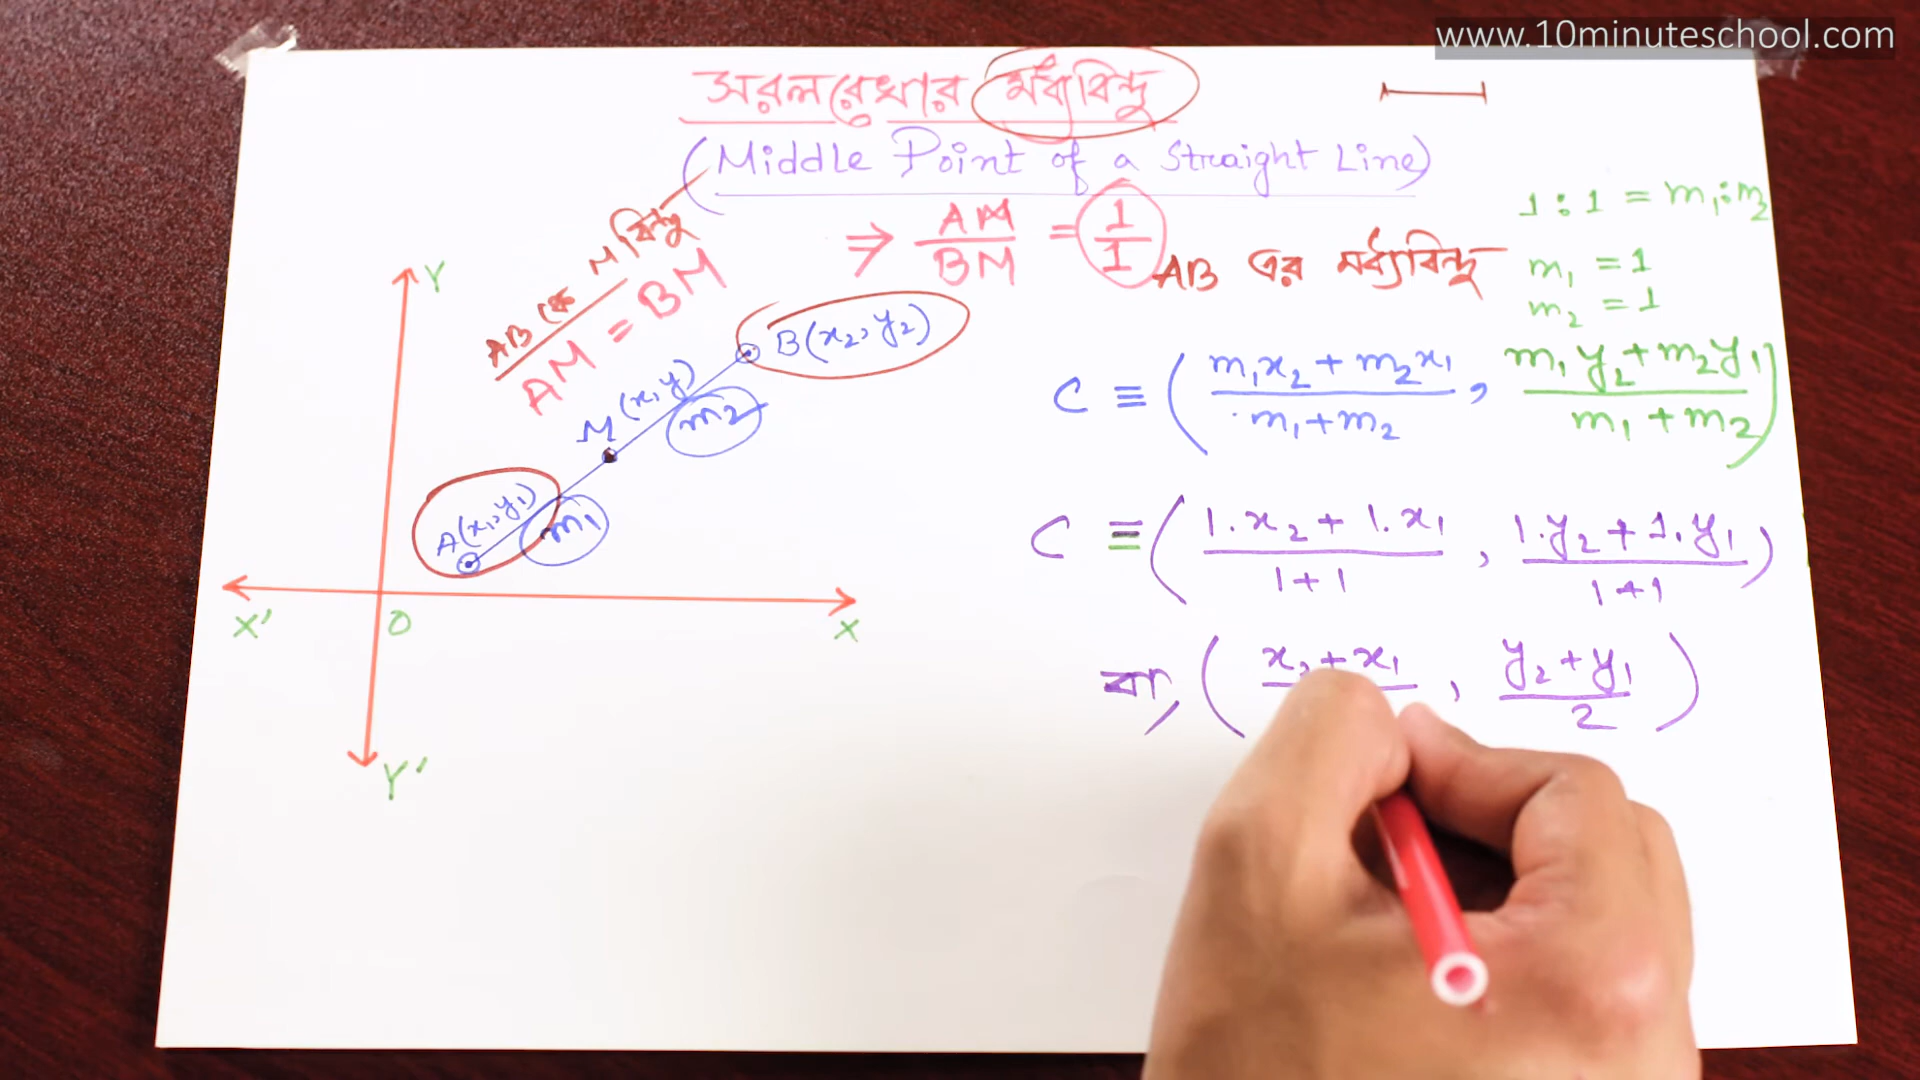 www.10minuteschool.com
সরলরেখার মধ্যবিন্দু
(Middle Point of a Straight Line)
1 : 1 = m₁ : m₂
m₁ = 1
m₂ = 1
⇒ AM/BM = 1/1
AB এর মধ্যবিন্দু
AB কে M বিন্দু
AM = BM
Y
B(x₂, y₂)
M(x, y)
m₂
A(x₁, y₁)
m₁
X'
O
X
Y'
C ≡ ( (m₁x₂ + m₂x₁)/(m₁ + m₂) , (m₁y₂ + m₂y₁)/(m₁ + m₂) )
C ≡ ( (1.x₂ + 1.x₁)/(1+1) , (1.y₂ + 1.y₁)/(1+1) )
বা, ( x₂ + x₁ , (y₂ + y₁)/2 )